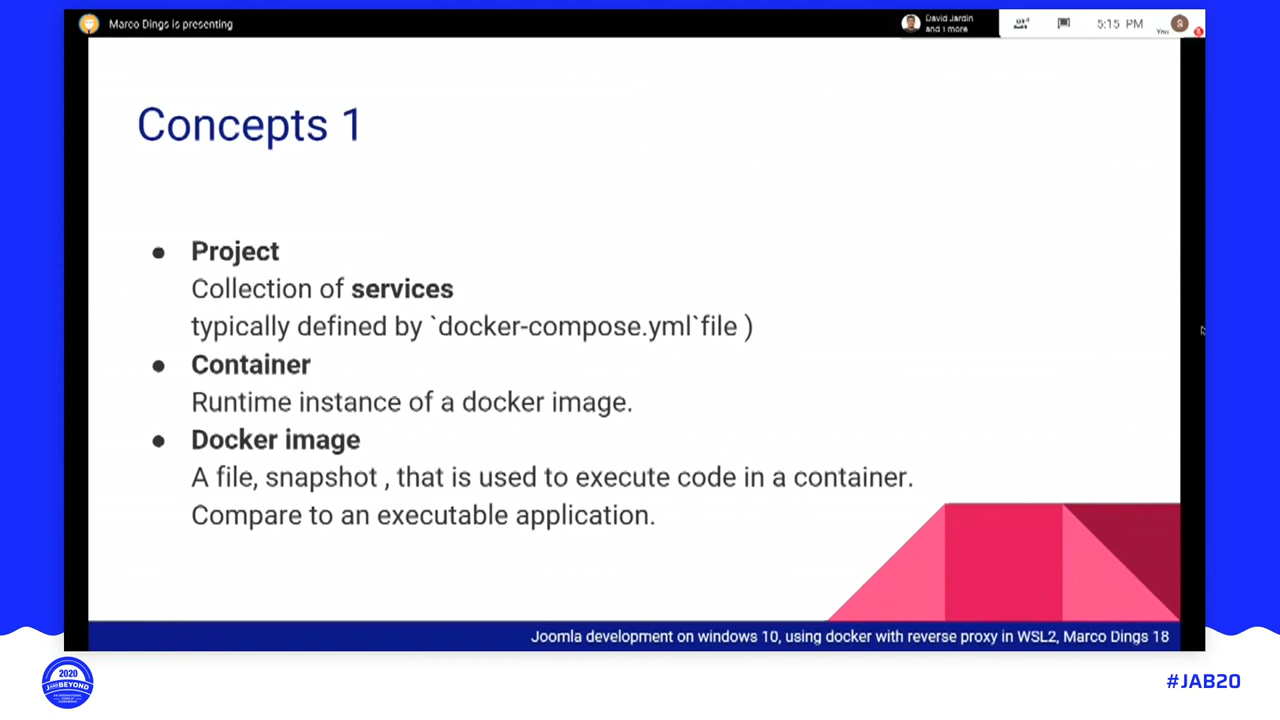 Marco Dings is presenting
David Jardin
and 1 more
5:15 PM
You
S
Concepts 1
Project
Collection of services
typically defined by `docker-compose.yml`file )
Container
Runtime instance of a docker image.
Docker image
A file, snapshot , that is used to execute code in a container.
Compare to an executable application.
Joomla development on windows 10, using docker with reverse proxy in WSL2, Marco Dings 18
2020
BEYOND
#JAB20